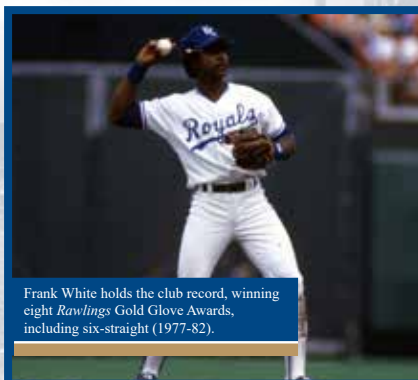 Royals
Frank White holds the club record, winning
eight Rawlings Gold Glove Awards,
including six-straight (1977-82).